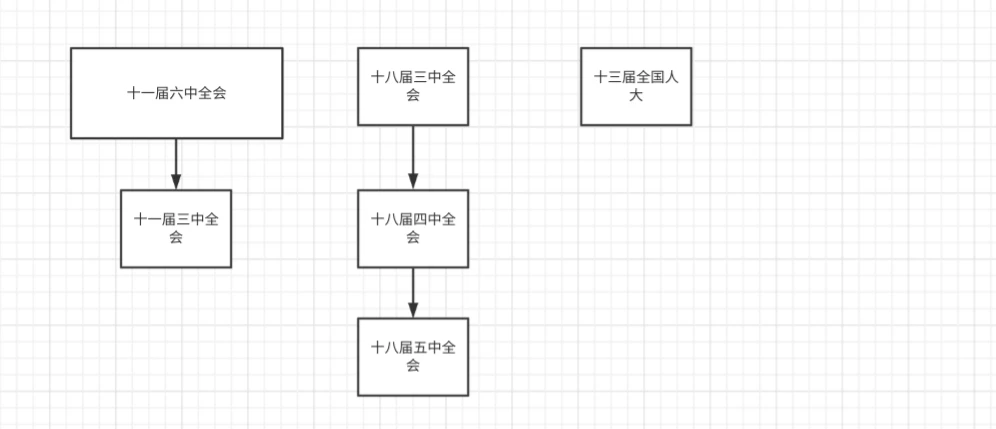 十一届六中全会
十一届三中全
会
十八届三中全
会
十八届四中全
会
十八届五中全
会
十三届全国人
大